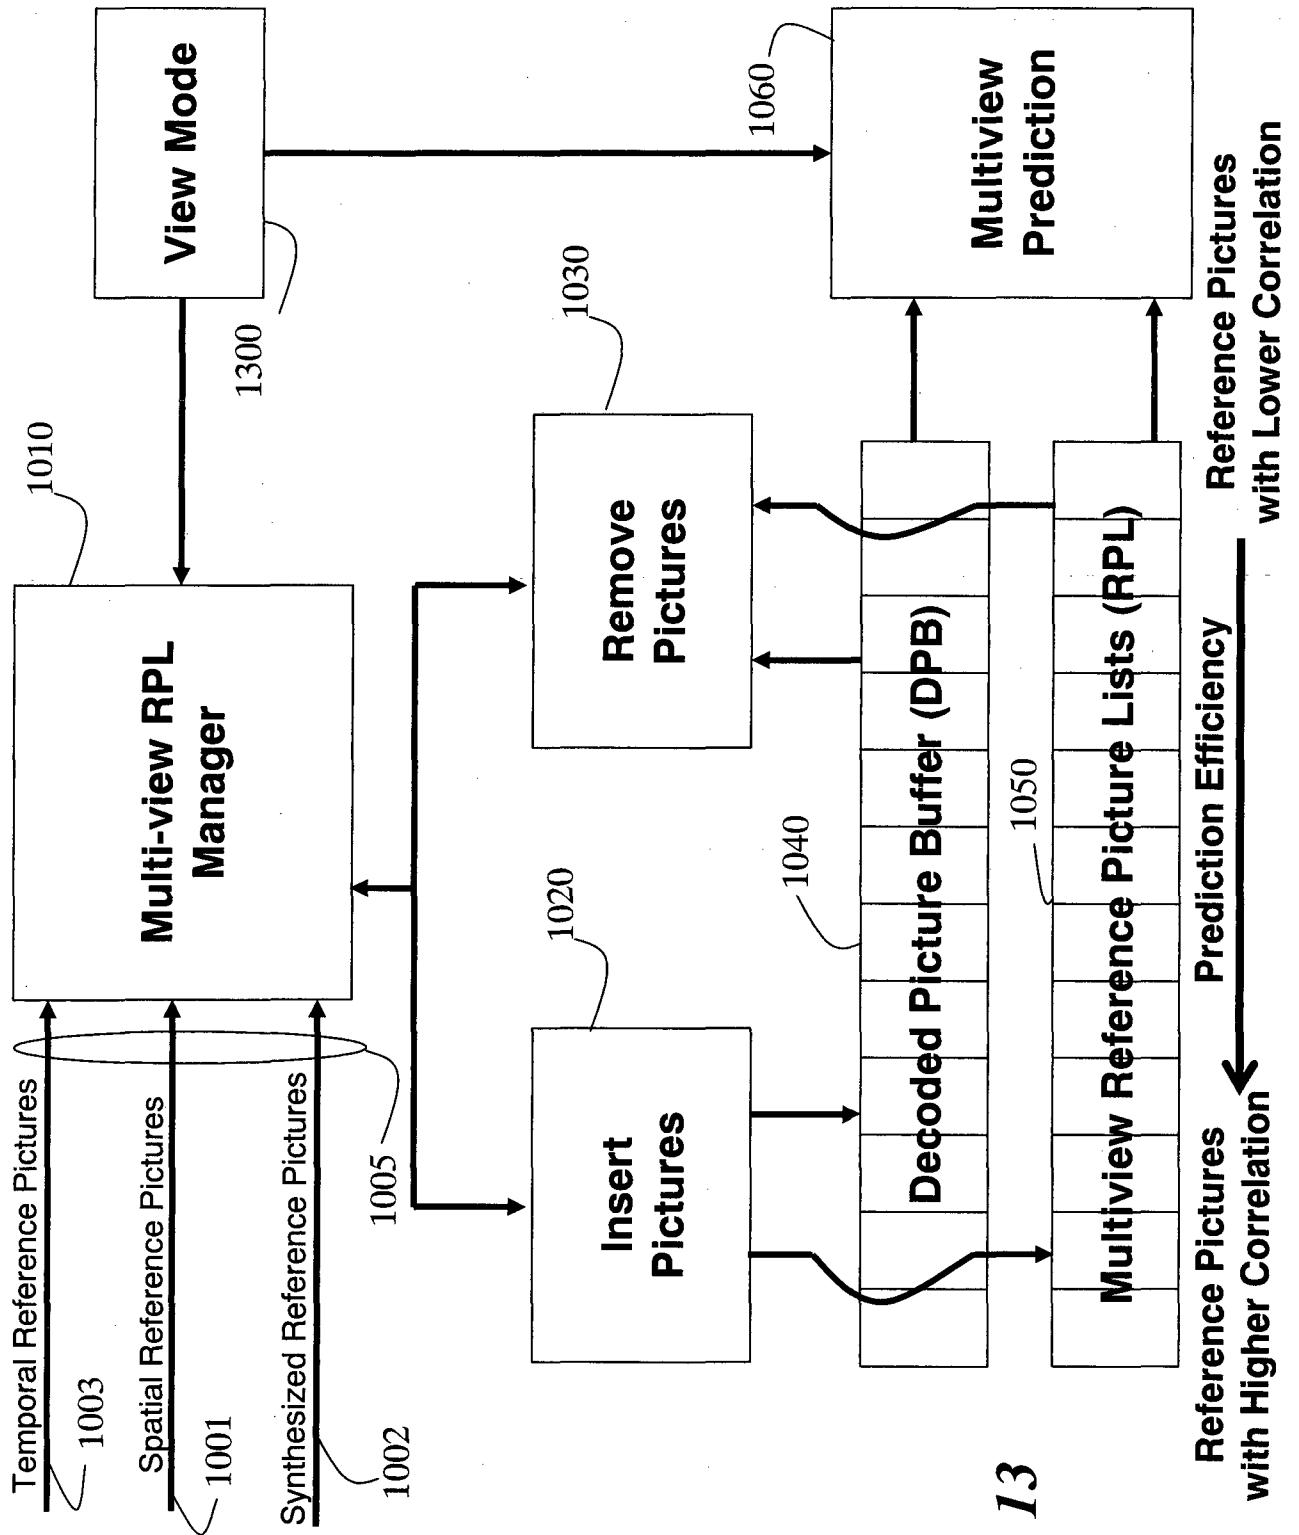 Temporal Reference Pictures
1003
Spatial Reference Pictures
1001
Synthesized Reference Pictures
1002
1005
Multi-view RPL
Manager
1010
View Mode
1300
Insert
Pictures
1020
Remove
Pictures
1030
Decoded Picture Buffer (DPB)
1040
Multiview Reference Picture Lists (RPL)
1050
Multiview
Prediction
1060
Reference Pictures
with Higher Correlation
Prediction Efficiency
Reference Pictures
with Lower Correlation
13